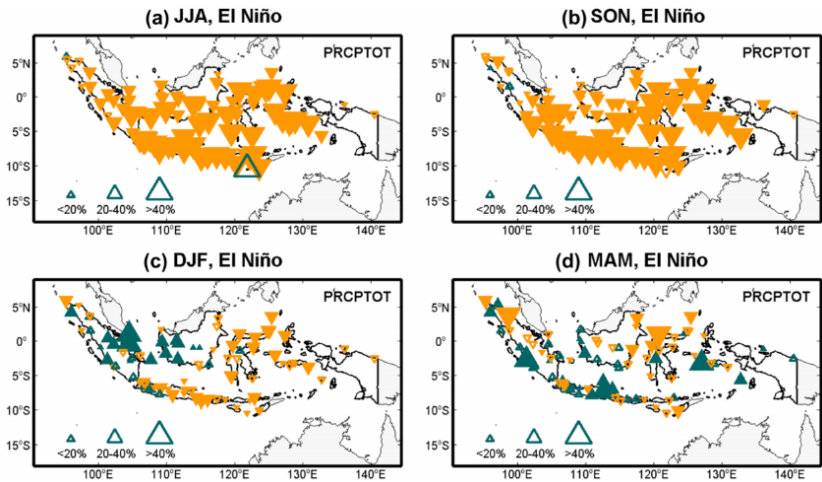 (a) JJA, El Niño
PRCPTOT
5°N
0°
5°S
10°S
15°S
<20% 20-40% >40%
100°E 110°E 120°E 130°E 140°E
(b) SON, El Niño
PRCPTOT
5°N
0°
5°S
10°S
15°S
<20% 20-40% >40%
100°E 110°E 120°E 130°E 140°E
(c) DJF, El Niño
PRCPTOT
5°N
0°
5°S
10°S
15°S
<20% 20-40% >40%
100°E 110°E 120°E 130°E 140°E
(d) MAM, El Niño
PRCPTOT
5°N
0°
5°S
10°S
15°S
<20% 20-40% >40%
100°E 110°E 120°E 130°E 140°E